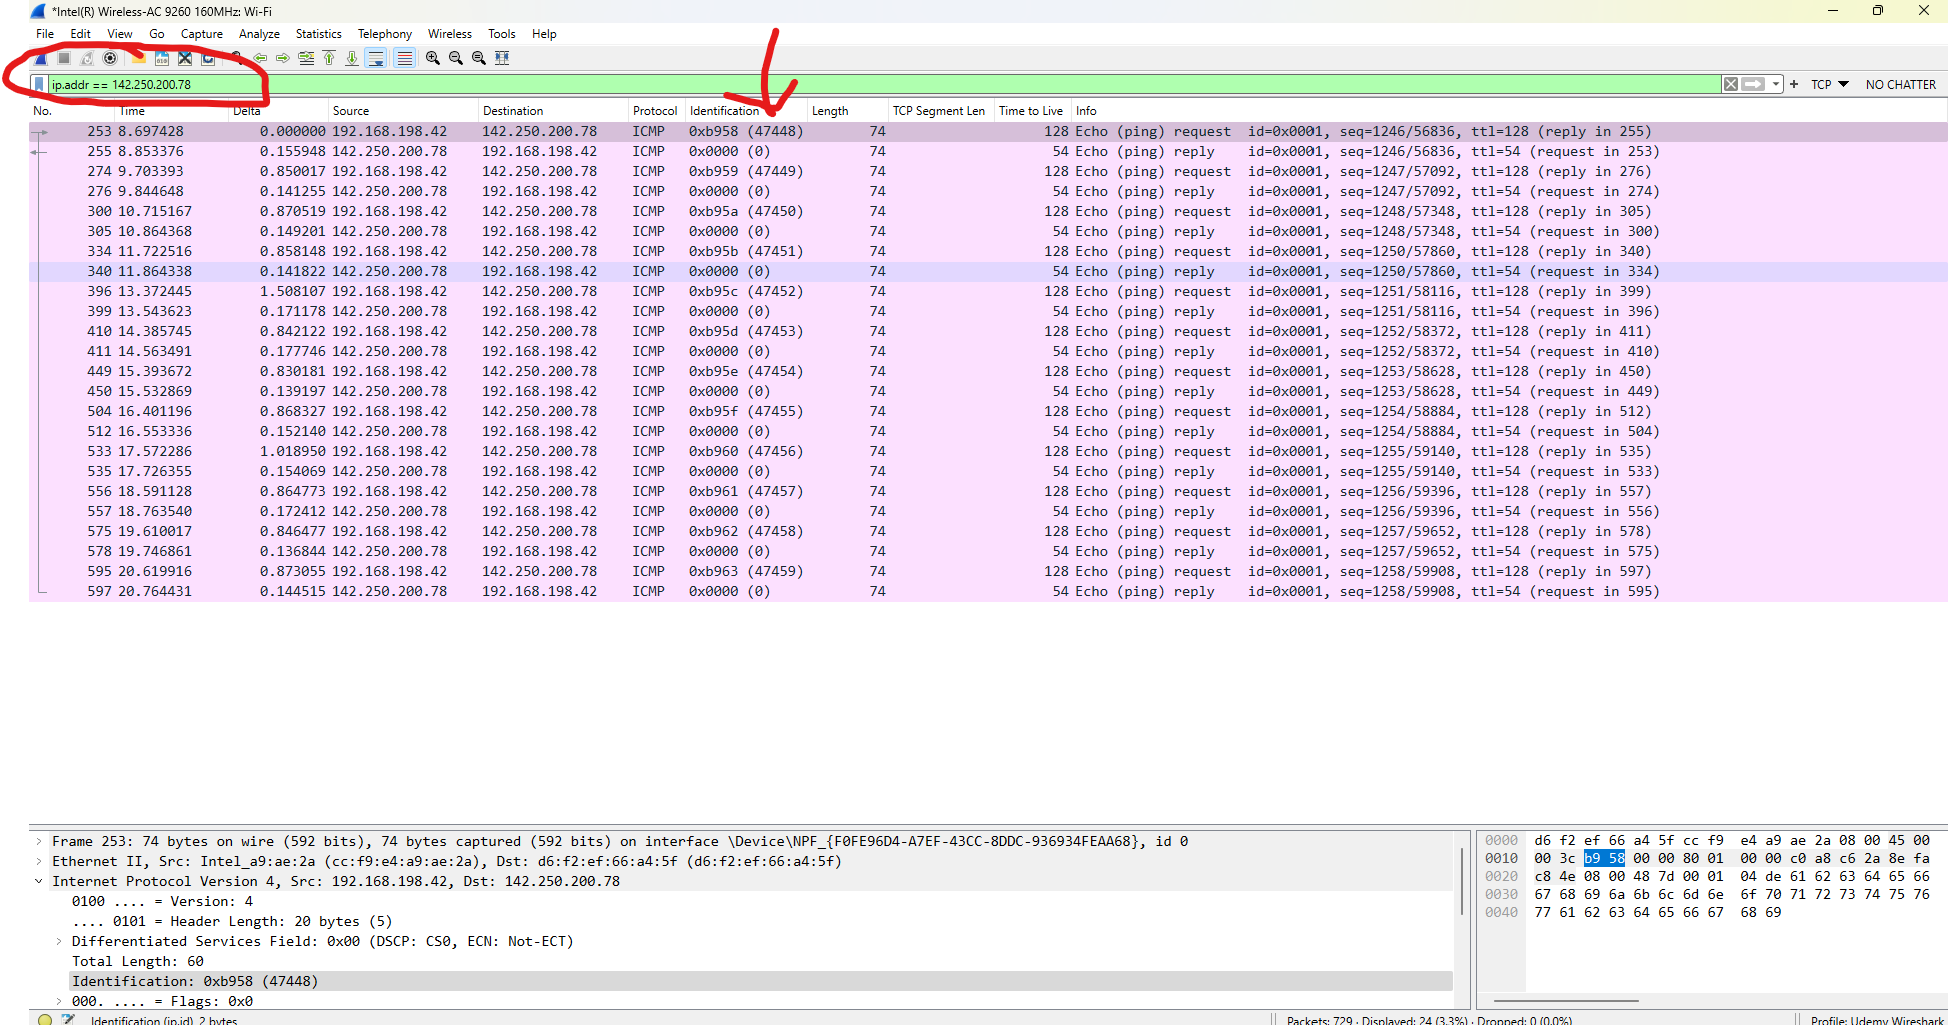 *Intel(R) Wireless-AC 9260 160MHz: Wi-Fi
File Edit View Go Capture Analyze Statistics Telephony Wireless Tools Help
ip.addr == 142.250.200.78 + TCP NO CHATTER
No. Time Delta Source Destination Protocol Identification Length TCP Segment Len Time to Live Info
253 8.697428 0.000000 192.168.198.42 142.250.200.78 ICMP 0xb958 (47448) 74 128 Echo (ping) request id=0x0001, seq=1246/56836, ttl=128 (reply in 255)
255 8.853376 0.155948 142.250.200.78 192.168.198.42 ICMP 0x0000 (0) 74 54 Echo (ping) reply id=0x0001, seq=1246/56836, ttl=54 (request in 253)
274 9.703393 0.850017 192.168.198.42 142.250.200.78 ICMP 0xb959 (47449) 74 128 Echo (ping) request id=0x0001, seq=1247/57092, ttl=128 (reply in 276)
276 9.844648 0.141255 142.250.200.78 192.168.198.42 ICMP 0x0000 (0) 74 54 Echo (ping) reply id=0x0001, seq=1247/57092, ttl=54 (request in 274)
300 10.715167 0.870519 192.168.198.42 142.250.200.78 ICMP 0xb95a (47450) 74 128 Echo (ping) request id=0x0001, seq=1248/57348, ttl=128 (reply in 305)
305 10.864368 0.149201 142.250.200.78 192.168.198.42 ICMP 0x0000 (0) 74 54 Echo (ping) reply id=0x0001, seq=1248/57348, ttl=54 (request in 300)
334 11.722516 0.858148 192.168.198.42 142.250.200.78 ICMP 0xb95b (47451) 74 128 Echo (ping) request id=0x0001, seq=1250/57860, ttl=128 (reply in 340)
340 11.864338 0.141822 142.250.200.78 192.168.198.42 ICMP 0x0000 (0) 74 54 Echo (ping) reply id=0x0001, seq=1250/57860, ttl=54 (request in 334)
396 13.372445 1.508107 192.168.198.42 142.250.200.78 ICMP 0xb95c (47452) 74 128 Echo (ping) request id=0x0001, seq=1251/58116, ttl=128 (reply in 399)
399 13.543623 0.171178 142.250.200.78 192.168.198.42 ICMP 0x0000 (0) 74 54 Echo (ping) reply id=0x0001, seq=1251/58116, ttl=54 (request in 396)
410 14.385745 0.842122 192.168.198.42 142.250.200.78 ICMP 0xb95d (47453) 74 128 Echo (ping) request id=0x0001, seq=1252/58372, ttl=128 (reply in 411)
411 14.563491 0.177746 142.250.200.78 192.168.198.42 ICMP 0x0000 (0) 74 54 Echo (ping) reply id=0x0001, seq=1252/58372, ttl=54 (request in 410)
449 15.393672 0.830181 192.168.198.42 142.250.200.78 ICMP 0xb95e (47454) 74 128 Echo (ping) request id=0x0001, seq=1253/58628, ttl=128 (reply in 450)
450 15.532869 0.139197 142.250.200.78 192.168.198.42 ICMP 0x0000 (0) 74 54 Echo (ping) reply id=0x0001, seq=1253/58628, ttl=54 (request in 449)
504 16.401196 0.868327 192.168.198.42 142.250.200.78 ICMP 0xb95f (47455) 74 128 Echo (ping) request id=0x0001, seq=1254/58884, ttl=128 (reply in 512)
512 16.553336 0.152140 142.250.200.78 192.168.198.42 ICMP 0x0000 (0) 74 54 Echo (ping) reply id=0x0001, seq=1254/58884, ttl=54 (request in 504)
533 17.572286 1.018950 192.168.198.42 142.250.200.78 ICMP 0xb960 (47456) 74 128 Echo (ping) request id=0x0001, seq=1255/59140, ttl=128 (reply in 535)
535 17.726355 0.154069 142.250.200.78 192.168.198.42 ICMP 0x0000 (0) 74 54 Echo (ping) reply id=0x0001, seq=1255/59140, ttl=54 (request in 533)
556 18.591128 0.864773 192.168.198.42 142.250.200.78 ICMP 0xb961 (47457) 74 128 Echo (ping) request id=0x0001, seq=1256/59396, ttl=128 (reply in 557)
557 18.763540 0.172412 142.250.200.78 192.168.198.42 ICMP 0x0000 (0) 74 54 Echo (ping) reply id=0x0001, seq=1256/59396, ttl=54 (request in 556)
575 19.610017 0.846477 192.168.198.42 142.250.200.78 ICMP 0xb962 (47458) 74 128 Echo (ping) request id=0x0001, seq=1257/59652, ttl=128 (reply in 578)
578 19.746861 0.136844 142.250.200.78 192.168.198.42 ICMP 0x0000 (0) 74 54 Echo (ping) reply id=0x0001, seq=1257/59652, ttl=54 (request in 575)
595 20.619916 0.873055 192.168.198.42 142.250.200.78 ICMP 0xb963 (47459) 74 128 Echo (ping) request id=0x0001, seq=1258/59908, ttl=128 (reply in 597)
597 20.764431 0.144515 142.250.200.78 192.168.198.42 ICMP 0x0000 (0) 74 54 Echo (ping) reply id=0x0001, seq=1258/59908, ttl=54 (request in 595)
Frame 253: 74 bytes on wire (592 bits), 74 bytes captured (592 bits) on interface \Device\NPF_{F0FE96D4-A7EF-43CC-8DDC-936934FEAA68}, id 0
Ethernet II, Src: Intel_a9:ae:2a (cc:f9:e4:a9:ae:2a), Dst: d6:f2:ef:66:a4:5f (d6:f2:ef:66:a4:5f)
Internet Protocol Version 4, Src: 192.168.198.42, Dst: 142.250.200.78
0100 .... = Version: 4
.... 0101 = Header Length: 20 bytes (5)
Differentiated Services Field: 0x00 (DSCP: CS0, ECN: Not-ECT)
Total Length: 60
Identification: 0xb958 (47448)
000. .... = Flags: 0x0
0000 d6 f2 ef 66 a4 5f cc f9 e4 a9 ae 2a 08 00 45 00
0010 00 3c b9 58 00 00 80 01 00 00 c0 a8 c6 2a 8e fa
0020 c8 4e 08 00 48 7d 00 01 04 de 61 62 63 64 65 66
0030 67 68 69 6a 6b 6c 6d 6e 6f 70 71 72 73 74 75 76
0040 77 61 62 63 64 65 66 67 68 69
Identification (ip.id), 2 bytes Packets: 729 · Displayed: 24 (3.3%) · Dropped: 0 (0.0%) Profile: Udemy Wireshark